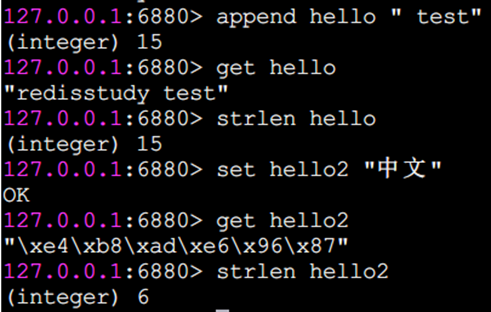 127.0.0.1:6880> append hello " test"
(integer) 15
127.0.0.1:6880> get hello
"redisstudy test"
127.0.0.1:6880> strlen hello
(integer) 15
127.0.0.1:6880> set hello2 "中文"
OK
127.0.0.1:6880> get hello2
"\xe4\xb8\xad\xe6\x96\x87"
127.0.0.1:6880> strlen hello2
(integer) 6